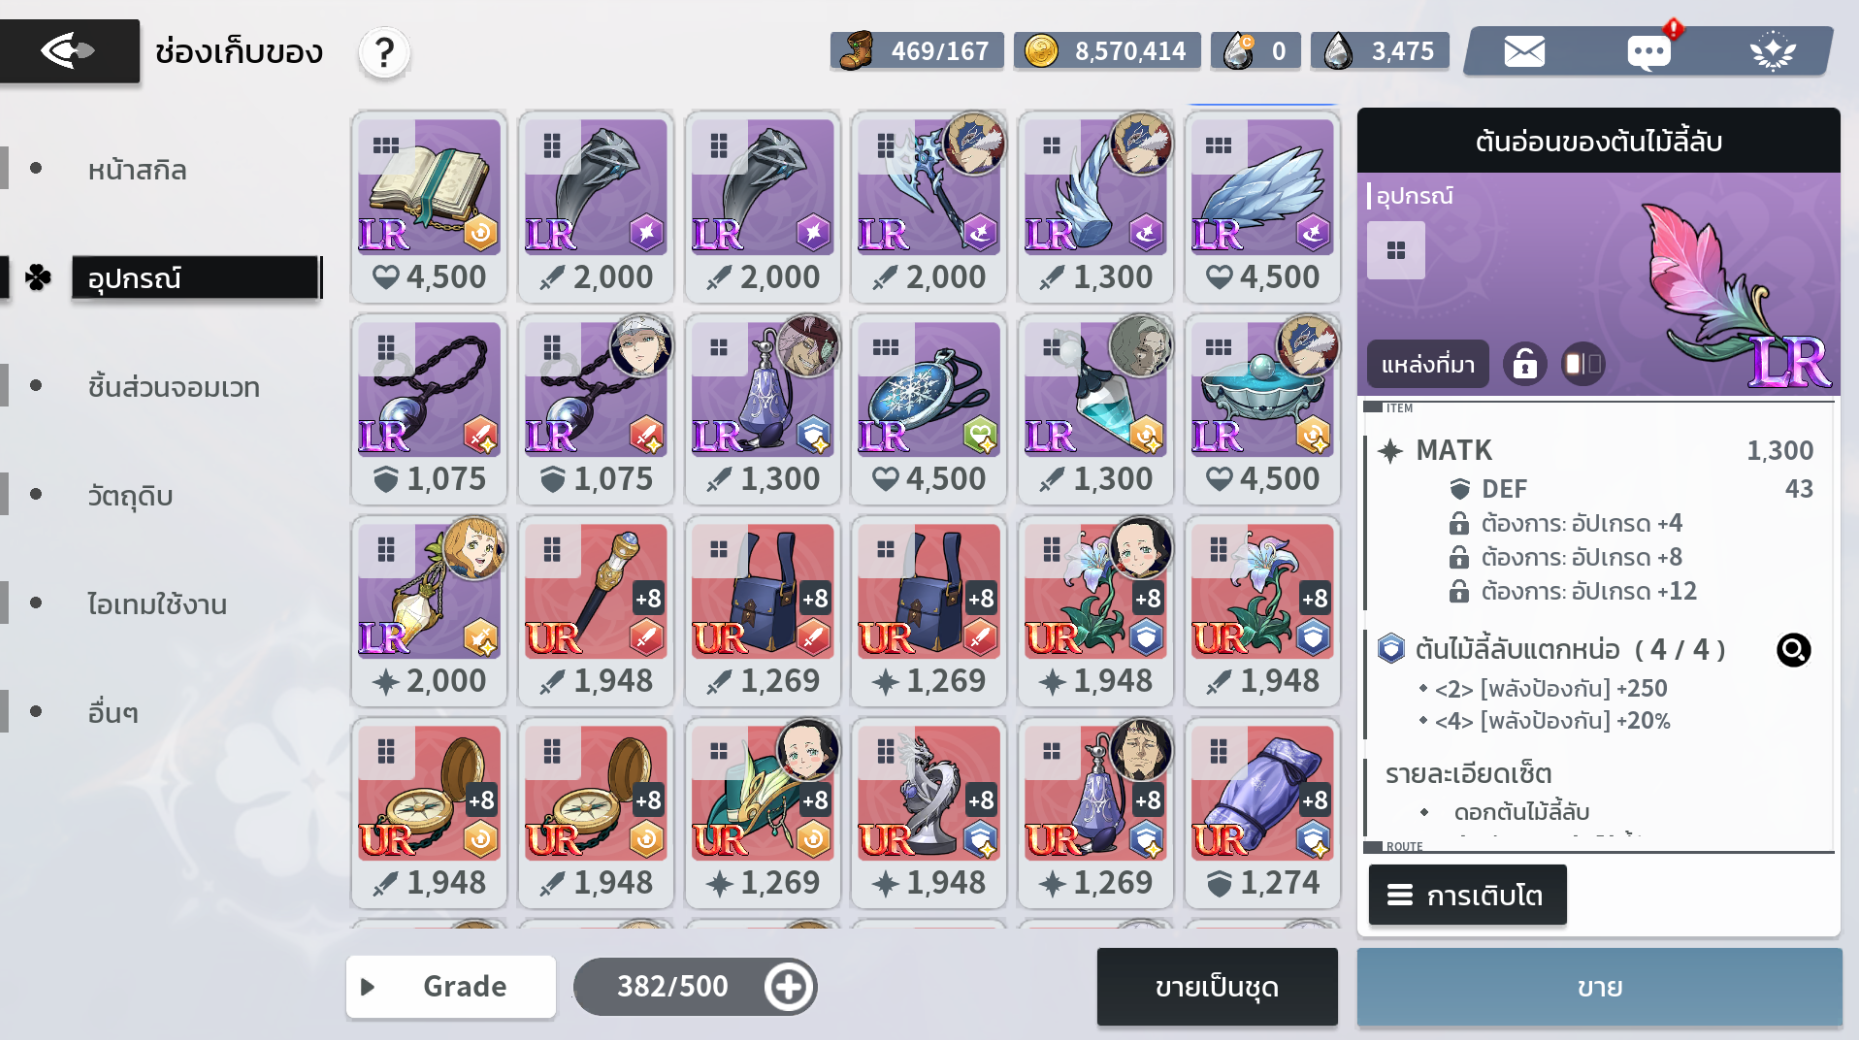 ช่องเก็บของ
?
469/167
8,570,414
0
3,475
หน้าสกิล
อุปกรณ์
ชิ้นส่วนจอมเวท
วัตถุดิบ
ไอเทมใช้งาน
อื่นๆ
LR LR LR LR LR LR
4,500 2,000 2,000 2,000 1,300 4,500
LR LR LR LR LR LR
1,075 1,075 1,300 4,500 1,300 4,500
+8 +8 +8 +8 +8
LR UR UR UR UR UR
2,000 1,948 1,269 1,269 1,948 1,948
+8 +8 +8 +8 +8 +8
UR UR UR UR UR UR
1,948 1,948 1,269 1,948 1,269 1,274
Grade
382/500
ขายเป็นชุด
ต้นอ่อนของต้นไม้ลี้ลับ
อุปกรณ์
แหล่งที่มา
LR
ITEM
MATK 1,300
DEF 43
ต้องการ: อัปเกรด +4
ต้องการ: อัปเกรด +8
ต้องการ: อัปเกรด +12
ต้นไม้ลี้ลับแตกหน่อ ( 4 / 4 )
<2> [พลังป้องกัน] +250
<4> [พลังป้องกัน] +20%
รายละเอียดเซ็ต
ดอกต้นไม้ลี้ลับ
ROUTE
การเติบโต
ขาย